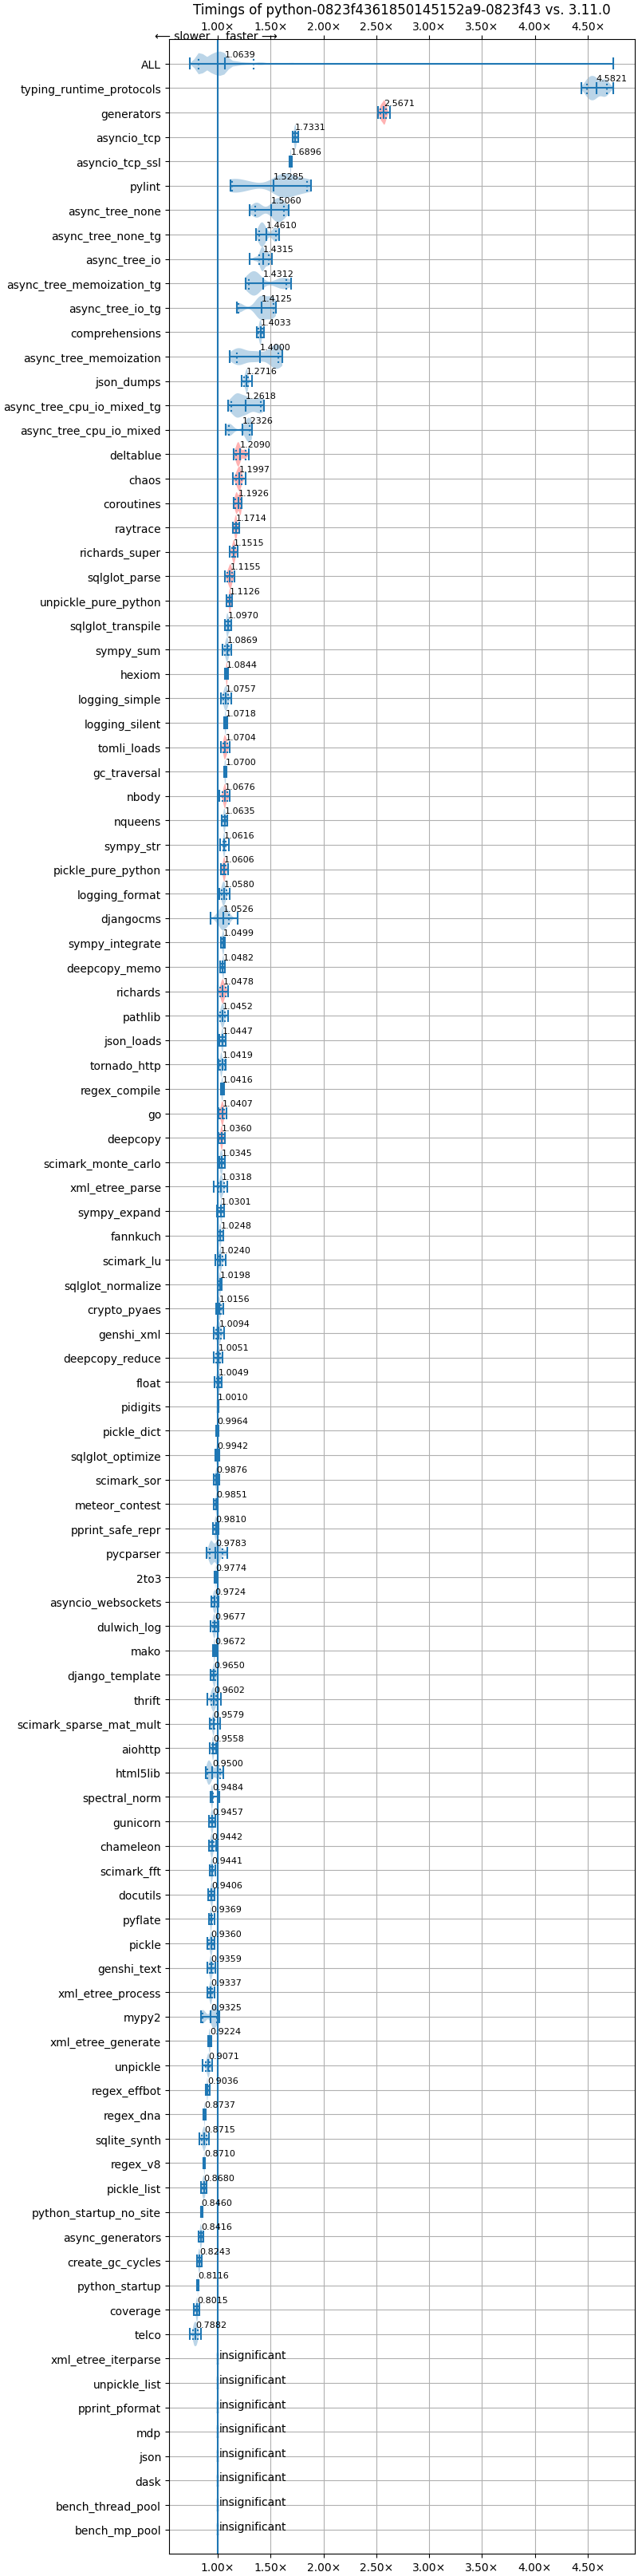 Timings of python-0823f4361850145152a9-0823f43 vs. 3.11.0
1.00× 1.50× 2.00× 2.50× 3.00× 3.50× 4.00× 4.50×
⟵ slower faster ⟶
ALL 1.0639
typing_runtime_protocols 4.5821
generators 2.5671
asyncio_tcp 1.7331
asyncio_tcp_ssl 1.6896
pylint 1.5285
async_tree_none 1.5060
async_tree_none_tg 1.4610
async_tree_io 1.4315
async_tree_memoization_tg 1.4312
async_tree_io_tg 1.4125
comprehensions 1.4033
async_tree_memoization 1.4000
json_dumps 1.2716
async_tree_cpu_io_mixed_tg 1.2618
async_tree_cpu_io_mixed 1.2326
deltablue 1.2090
chaos 1.1997
coroutines 1.1926
raytrace 1.1714
richards_super 1.1515
sqlglot_parse 1.1155
unpickle_pure_python 1.1126
sqlglot_transpile 1.0970
sympy_sum 1.0869
hexiom 1.0844
logging_simple 1.0757
logging_silent 1.0718
tomli_loads 1.0704
gc_traversal 1.0700
nbody 1.0676
nqueens 1.0635
sympy_str 1.0616
pickle_pure_python 1.0606
logging_format 1.0580
djangocms 1.0526
sympy_integrate 1.0499
deepcopy_memo 1.0482
richards 1.0478
pathlib 1.0452
json_loads 1.0447
tornado_http 1.0419
regex_compile 1.0416
go 1.0407
deepcopy 1.0360
scimark_monte_carlo 1.0345
xml_etree_parse 1.0318
sympy_expand 1.0301
fannkuch 1.0248
scimark_lu 1.0240
sqlglot_normalize 1.0198
crypto_pyaes 1.0156
genshi_xml 1.0094
deepcopy_reduce 1.0051
float 1.0049
pidigits 1.0010
pickle_dict 0.9964
sqlglot_optimize 0.9942
scimark_sor 0.9876
meteor_contest 0.9851
pprint_safe_repr 0.9810
pycparser 0.9783
2to3 0.9774
asyncio_websockets 0.9724
dulwich_log 0.9677
mako 0.9672
django_template 0.9650
thrift 0.9602
scimark_sparse_mat_mult 0.9579
aiohttp 0.9558
html5lib 0.9500
spectral_norm 0.9484
gunicorn 0.9457
chameleon 0.9442
scimark_fft 0.9441
docutils 0.9406
pyflate 0.9369
pickle 0.9360
genshi_text 0.9359
xml_etree_process 0.9337
mypy2 0.9325
xml_etree_generate 0.9224
unpickle 0.9071
regex_effbot 0.9036
regex_dna 0.8737
sqlite_synth 0.8715
regex_v8 0.8710
pickle_list 0.8680
python_startup_no_site 0.8460
async_generators 0.8416
create_gc_cycles 0.8243
python_startup 0.8116
coverage 0.8015
telco 0.7882
xml_etree_iterparse insignificant
unpickle_list insignificant
pprint_pformat insignificant
mdp insignificant
json insignificant
dask insignificant
bench_thread_pool insignificant
bench_mp_pool insignificant
1.00× 1.50× 2.00× 2.50× 3.00× 3.50× 4.00× 4.50×